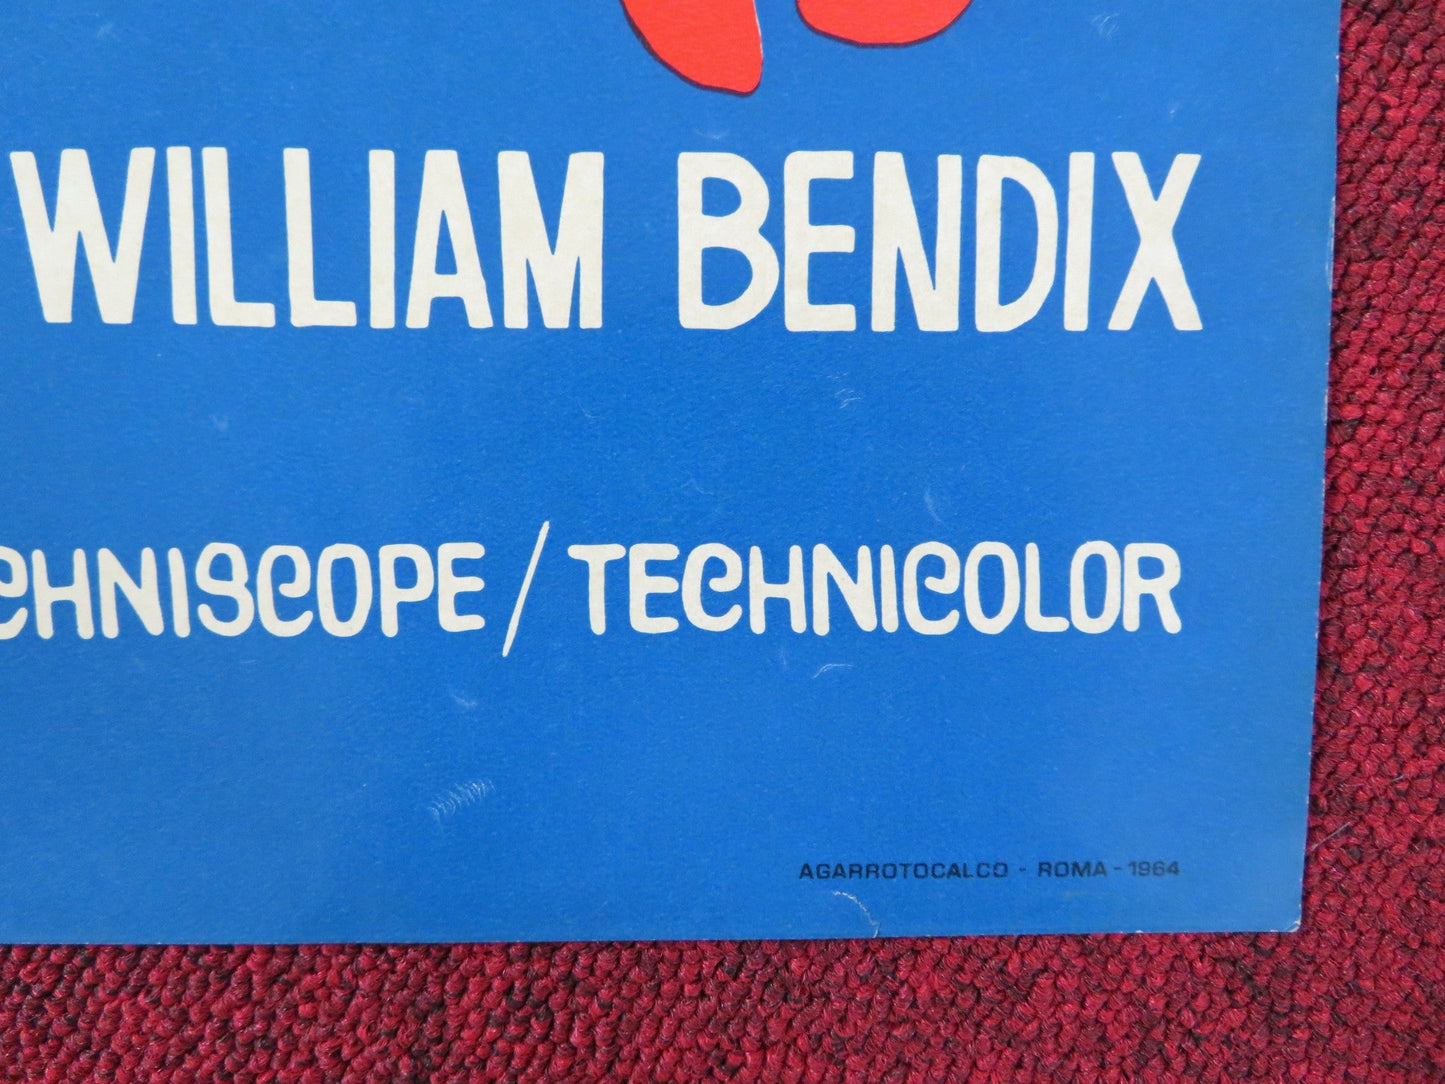 WILLIAM BENDIX
CHNISCOPE / TECHNICOLOR
AGARROTOCALCO - ROMA - 1964